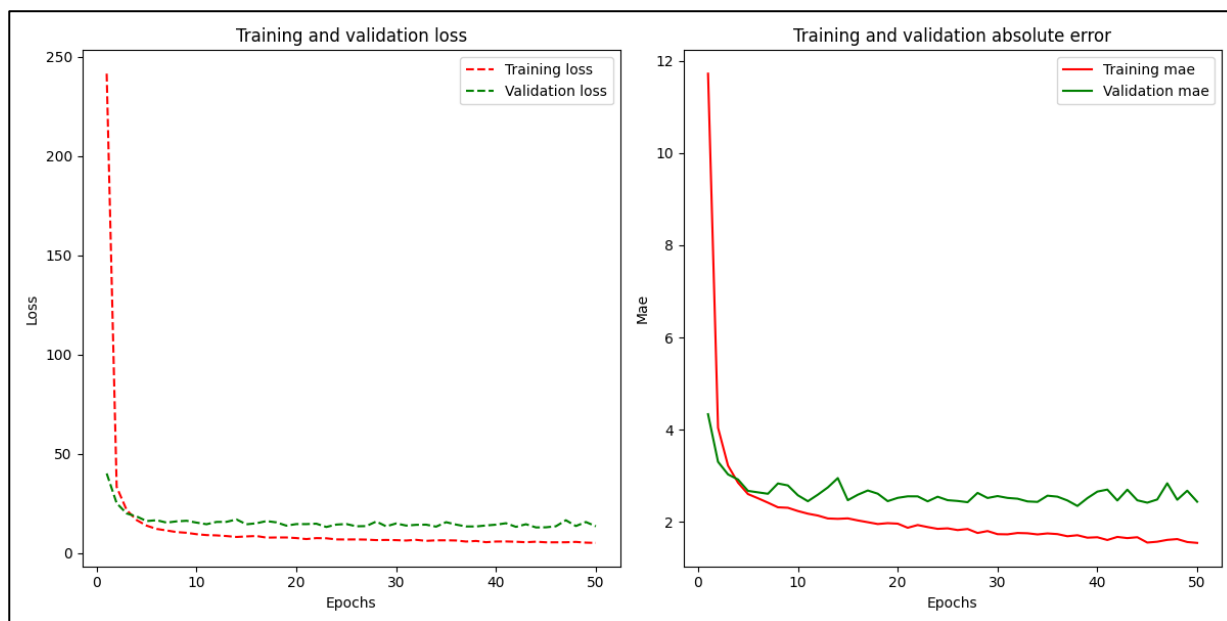 Training and validation loss
250
200
150
100
50
0
Loss
0 10 20 30 40 50
Epochs
Training loss
Validation loss
Training and validation absolute error
12
10
8
6
4
2
Mae
0 10 20 30 40 50
Epochs
Training mae
Validation mae